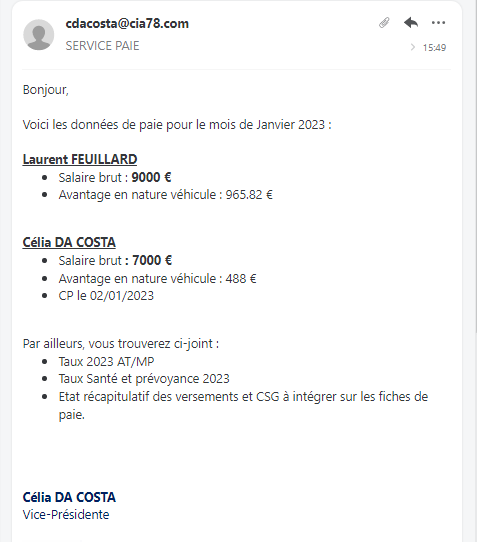 cdacosta@cia78.com
SERVICE PAIE
15:49
Bonjour,
Voici les données de paie pour le mois de Janvier 2023 :
Laurent FEUILLARD
• Salaire brut : 9000 €
• Avantage en nature véhicule : 965.82 €
Célia DA COSTA
• Salaire brut : 7000 €
• Avantage en nature véhicule : 488 €
• CP le 02/01/2023
Par ailleurs, vous trouverez ci-joint :
• Taux 2023 AT/MP
• Taux Santé et prévoyance 2023
• Etat récapitulatif des versements et CSG à intégrer sur les fiches de
paie.
Célia DA COSTA
Vice-Présidente